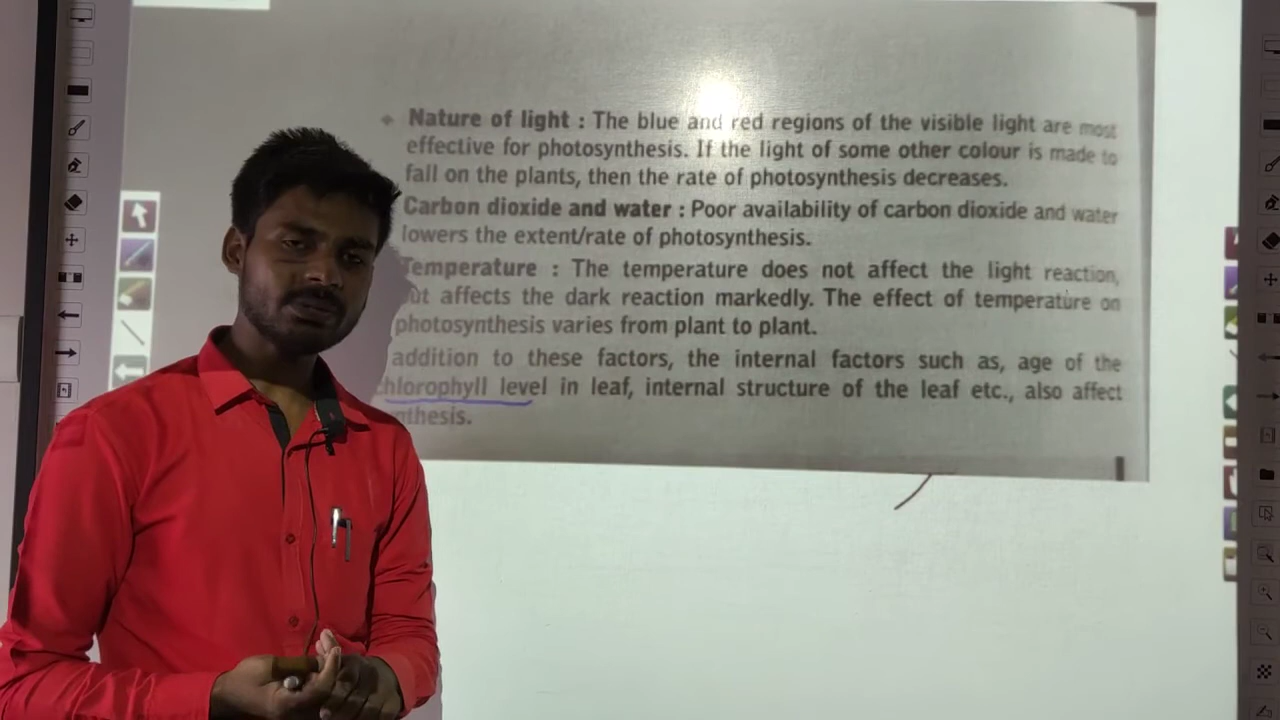 Nature of light : The blue and red regions of the visible light are most
effective for photosynthesis. If the light of some other colour is made to
fall on the plants, then the rate of photosynthesis decreases.
Carbon dioxide and water : Poor availability of carbon dioxide and water
lowers the extent/rate of photosynthesis.
Temperature : The temperature does not affect the light reaction,
ut affects the dark reaction markedly. The effect of temperature on
photosynthesis varies from plant to plant.
addition to these factors, the internal factors such as, age of the
hlorophyll level in leaf, internal structure of the leaf etc., also affect
nthesis.